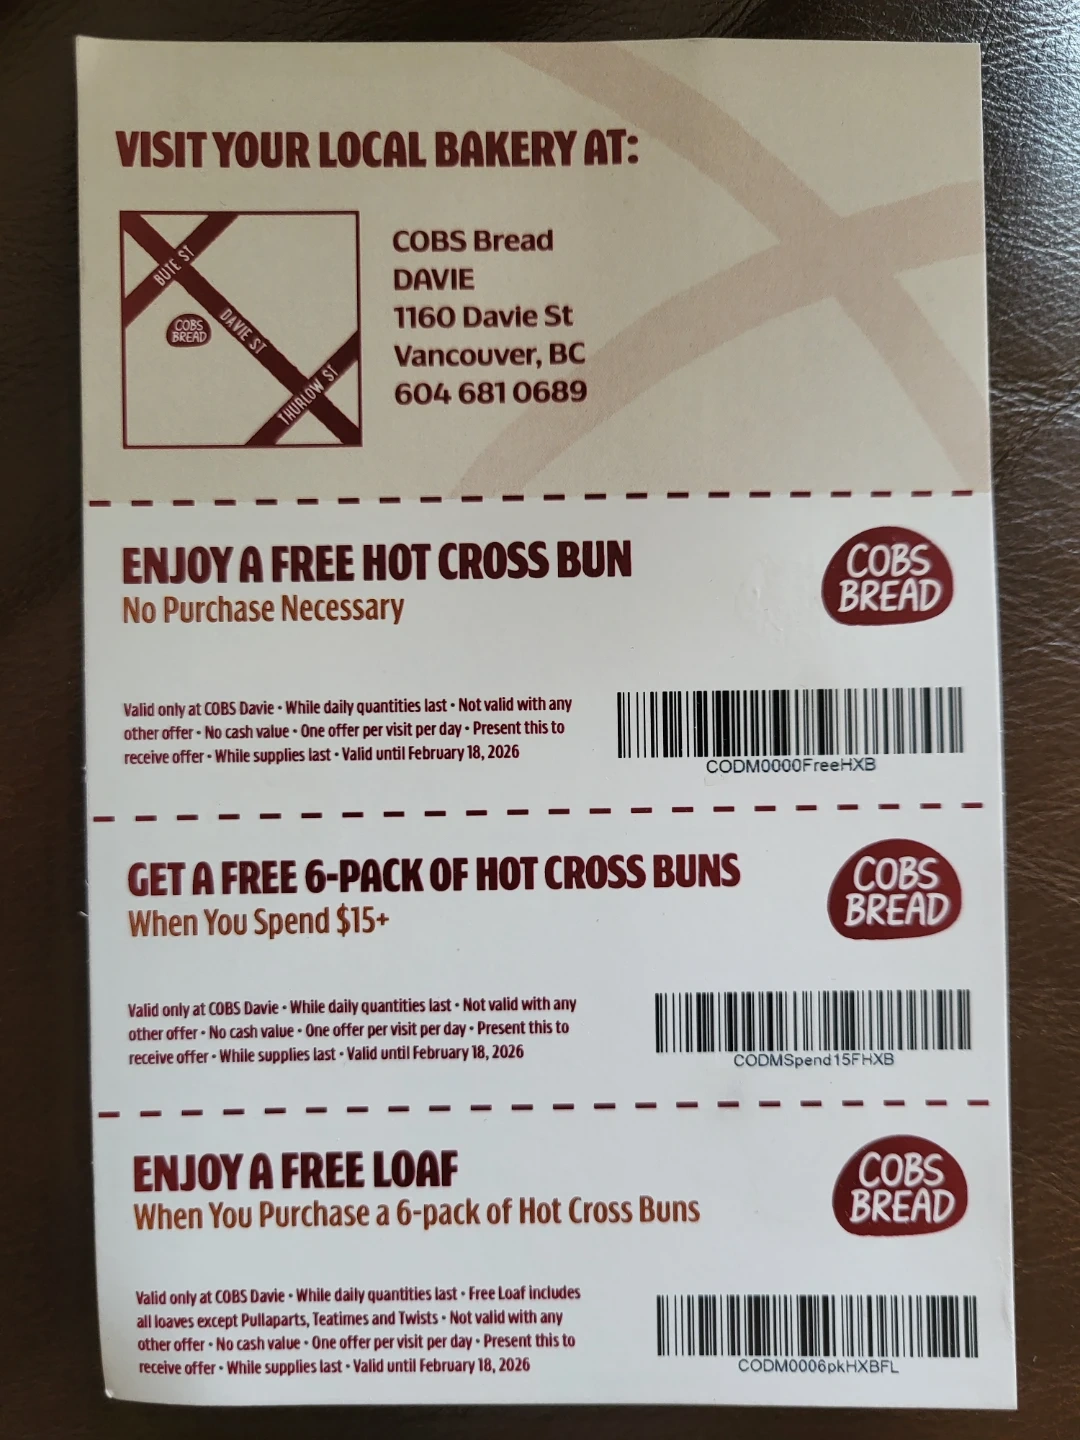 VISIT YOUR LOCAL BAKERY AT:
BUTE ST
COBS
BREAD
DAVIE ST
THURLOW ST
COBS Bread
DAVIE
1160 Davie St
Vancouver, BC
604 681 0689
ENJOY A FREE HOT CROSS BUN
No Purchase Necessary
COBS
BREAD
Valid only at COBS Davie • While daily quantities last • Not valid with any
other offer • No cash value • One offer per visit per day • Present this to
receive offer • While supplies last • Valid until February 18, 2026
CODM0000FreeHXB
GET A FREE 6-PACK OF HOT CROSS BUNS
When You Spend $15+
COBS
BREAD
Valid only at COBS Davie • While daily quantities last • Not valid with any
other offer • No cash value • One offer per visit per day • Present this to
receive offer • While supplies last • Valid until February 18, 2026
CODMSpend15FHXB
ENJOY A FREE LOAF
When You Purchase a 6-pack of Hot Cross Buns
COBS
BREAD
Valid only at COBS Davie • While daily quantities last • Free Loaf includes
all loaves except Pullaparts, Teatimes and Twists • Not valid with any
other offer • No cash value • One offer per visit per day • Present this to
receive offer • While supplies last • Valid until February 18, 2026
CODM0006pkHXBFL